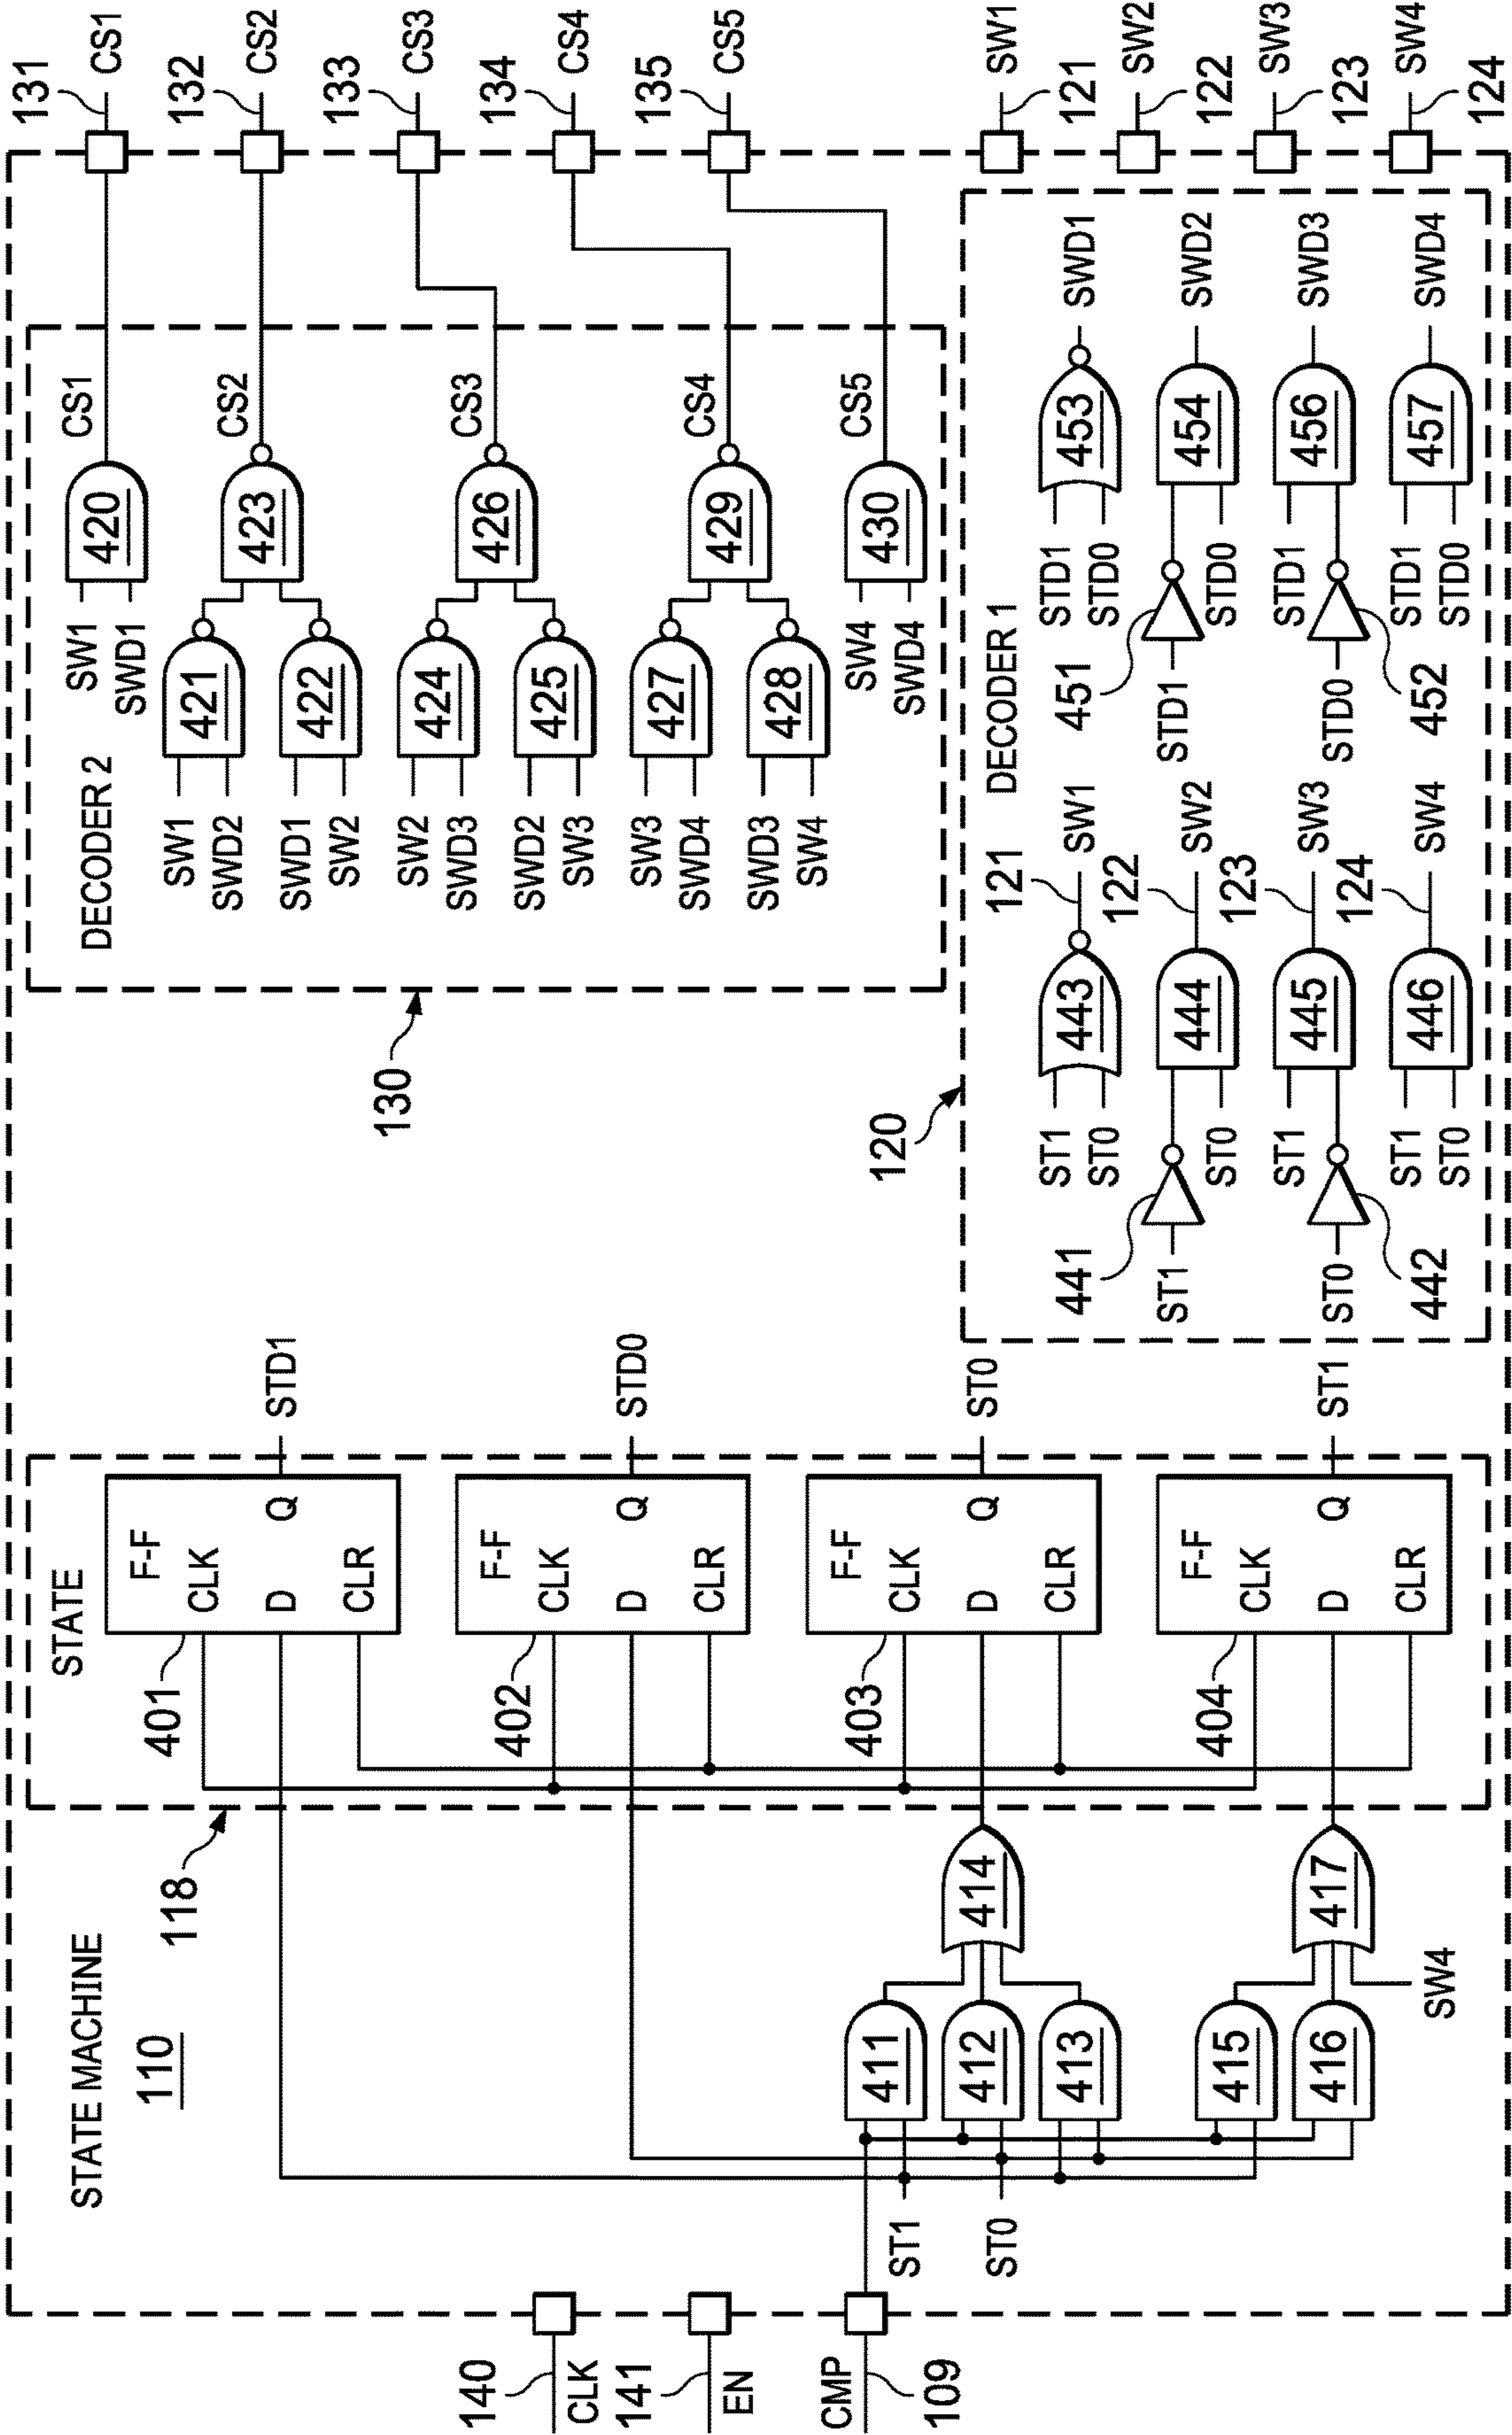 STATE MACHINE
110
118
STATE
401
F-F
CLK
D
Q
CLR
STD1
402
F-F
CLK
D
Q
CLR
STD0
403
F-F
CLK
D
Q
CLR
ST0
404
F-F
CLK
D
Q
CLR
ST1
140
CLK
141
EN
CMP
109
ST1
ST0
411
412
413
414
415
416
417
SW4
130
DECODER 2
SW1
SWD1
420
CS1
SW1
SWD2
421
SWD1
SW2
422
423
CS2
SW2
SWD3
424
SWD2
SW3
425
426
CS3
SW3
SWD4
427
SWD3
SW4
428
429
CS4
SW4
SWD4
430
CS5
131
CS1
132
CS2
133
CS3
134
CS4
135
CS5
120
DECODER 1
ST1
ST0
443
121
SW1
441
ST1
ST0
444
122
SW2
ST1
ST0
442
445
123
SW3
ST1
ST0
446
124
SW4
STD1
STD0
453
SWD1
451
STD1
STD0
454
SWD2
STD1
STD0
452
456
SWD3
STD1
STD0
457
SWD4
SW1
121
SW2
122
SW3
123
SW4
124